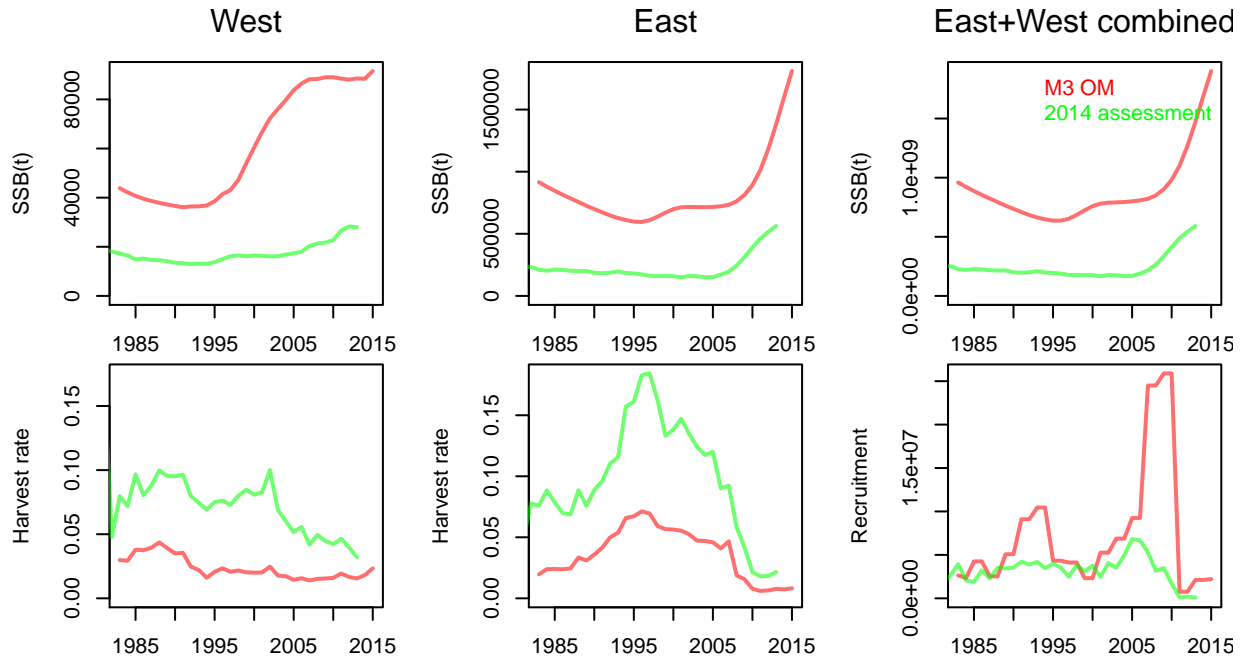 West
East
East+West combined
SSB(t)
0
40000
80000
1985
1995
2005
2015
SSB(t)
0
500000
1500000
1985
1995
2005
2015
SSB(t)
0.0e+00
1.0e+09
M3 OM
2014 assessment
1985
1995
2005
2015
Harvest rate
0.00
0.05
0.10
0.15
1985
1995
2005
2015
Harvest rate
0.00
0.05
0.10
0.15
1985
1995
2005
2015
Recruitment
0.0e+00
1.5e+07
1985
1995
2005
2015